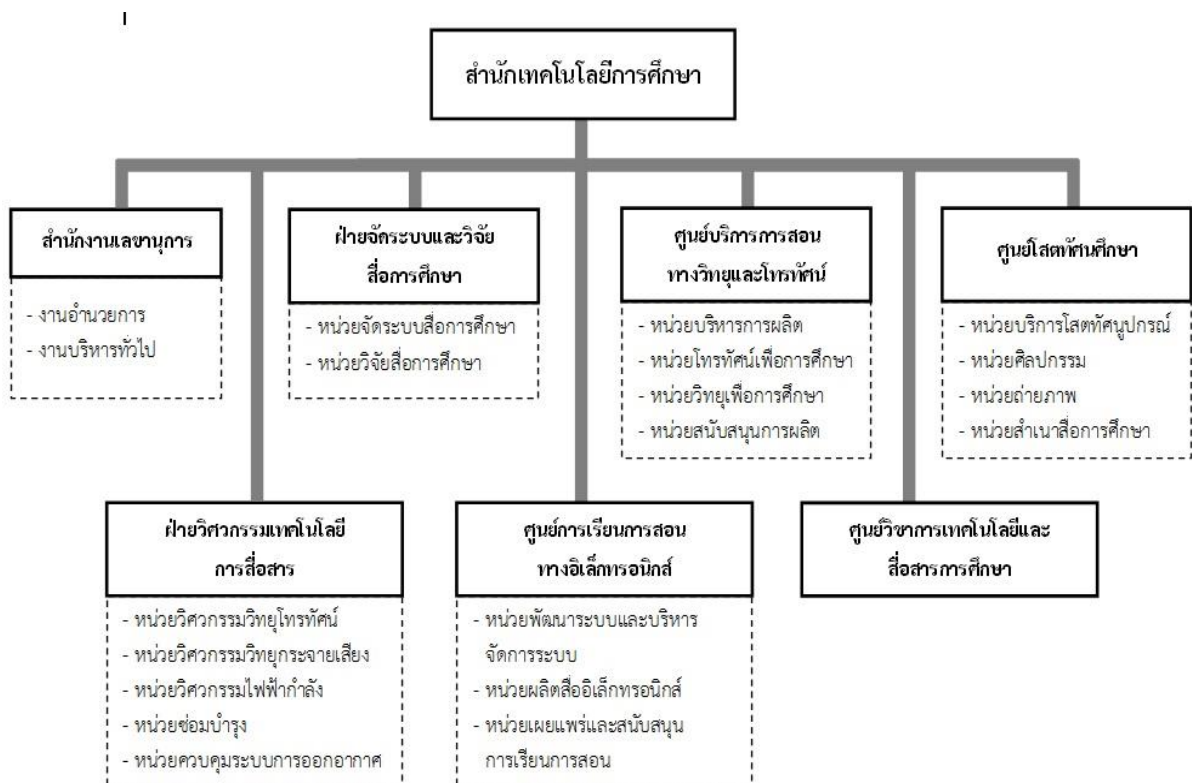 สำนักเทคโนโลยีการศึกษา
สำนักงานเลขานุการ
- งานอำนวยการ
- งานบริหารทั่วไป
ฝ่ายจัดระบบและวิจัย
สื่อการศึกษา
- หน่วยจัดระบบสื่อการศึกษา
- หน่วยวิจัยสื่อการศึกษา
ศูนย์บริการการสอน
ทางวิทยุและโทรทัศน์
- หน่วยบริหารการผลิต
- หน่วยโทรทัศน์เพื่อการศึกษา
- หน่วยวิทยุเพื่อการศึกษา
- หน่วยสนับสนุนการผลิต
ศูนย์โสตทัศนศึกษา
- หน่วยบริการโสตทัศนูปกรณ์
- หน่วยศิลปกรรม
- หน่วยถ่ายภาพ
- หน่วยสำเนาสื่อการศึกษา
ฝ่ายวิศวกรรมเทคโนโลยี
การสื่อสาร
- หน่วยวิศวกรรมวิทยุโทรทัศน์
- หน่วยวิศวกรรมวิทยุกระจายเสียง
- หน่วยวิศวกรรมไฟฟ้ากำลัง
- หน่วยซ่อมบำรุง
- หน่วยควบคุมระบบการออกอากาศ
ศูนย์การเรียนการสอน
ทางอิเล็กทรอนิกส์
- หน่วยพัฒนาระบบและบริหาร
จัดการระบบ
- หน่วยผลิตสื่ออิเล็กทรอนิกส์
- หน่วยเผยแพร่และสนับสนุน
การเรียนการสอน
ศูนย์วิชาการเทคโนโลยีและ
สื่อสารการศึกษา